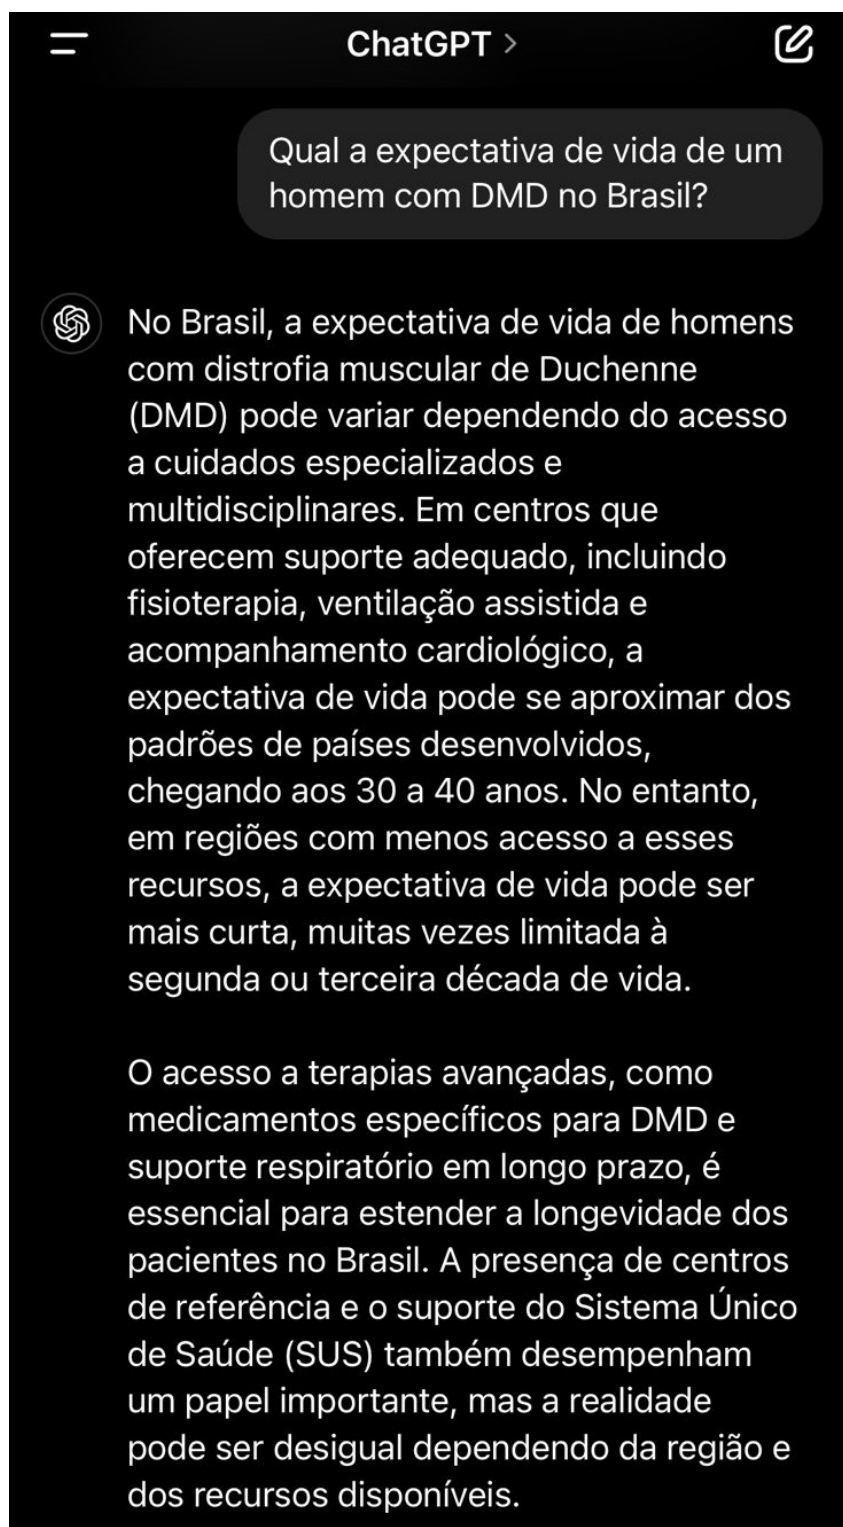 ChatGPT >
Qual a expectativa de vida de um
homem com DMD no Brasil?
No Brasil, a expectativa de vida de homens
com distrofia muscular de Duchenne
(DMD) pode variar dependendo do acesso
a cuidados especializados e
multidisciplinares. Em centros que
oferecem suporte adequado, incluindo
fisioterapia, ventilação assistida e
acompanhamento cardiológico, a
expectativa de vida pode se aproximar dos
padrões de países desenvolvidos,
chegando aos 30 a 40 anos. No entanto,
em regiões com menos acesso a esses
recursos, a expectativa de vida pode ser
mais curta, muitas vezes limitada à
segunda ou terceira década de vida.
O acesso a terapias avançadas, como
medicamentos específicos para DMD e
suporte respiratório em longo prazo, é
essencial para estender a longevidade dos
pacientes no Brasil. A presença de centros
de referência e o suporte do Sistema Único
de Saúde (SUS) também desempenham
um papel importante, mas a realidade
pode ser desigual dependendo da região e
dos recursos disponíveis.